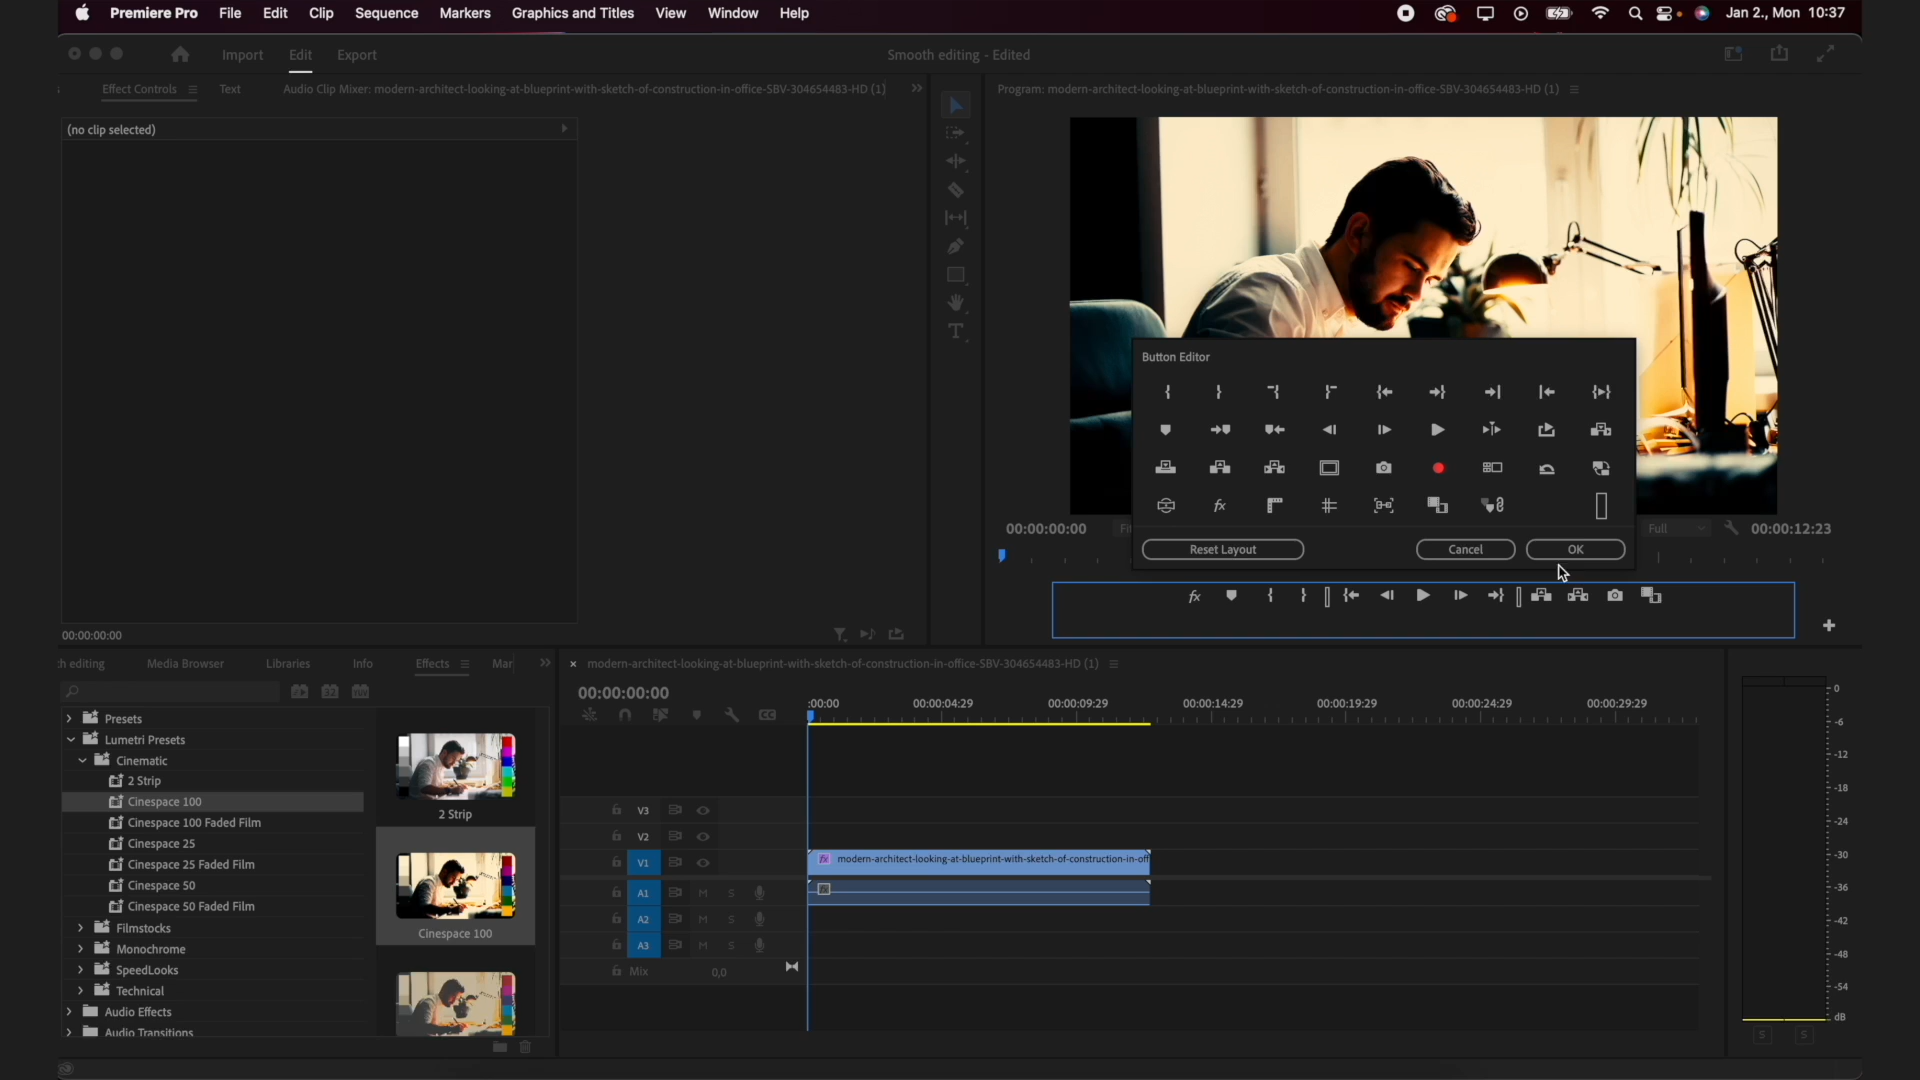 Premiere Pro File Edit Clip Sequence Markers Graphics and Titles View Window Help Jan 2., Mon 10:37
Import Edit Export Smooth editing - Edited
Effect Controls Text Audio Clip Mixer: modern-architect-looking-at-blueprint-with-sketch-of-construction-in-office-SBV-304654483-HD (1)
Program: modern-architect-looking-at-blueprint-with-sketch-of-construction-in-office-SBV-304654483-HD (1)
(no clip selected)
Button Editor
fx
Reset Layout Cancel OK
00:00:00:00 Fi Full 00:00:12:23
fx
00:00:00:00
h editing Media Browser Libraries Info Effects Mar
Presets
Lumetri Presets
Cinematic
2 Strip
Cinespace 100
Cinespace 100 Faded Film
Cinespace 25
Cinespace 25 Faded Film
Cinespace 50
Cinespace 50 Faded Film
Filmstocks
Monochrome
SpeedLooks
Technical
Audio Effects
Audio Transitions
2 Strip
Cinespace 100
modern-architect-looking-at-blueprint-with-sketch-of-construction-in-office-SBV-304654483-HD (1)
00:00:00:00
:00:00 00:00:04:29 00:00:09:29 00:00:14:29 00:00:19:29 00:00:24:29 00:00:29:29
V3
V2
V1 fx modern-architect-looking-at-blueprint-with-sketch-of-construction-in-off
A1 M S
A2 M S
A3 M S
Mix 0,0
0
-6
-12
-18
-24
-30
-36
-42
-48
-54
dB
S S